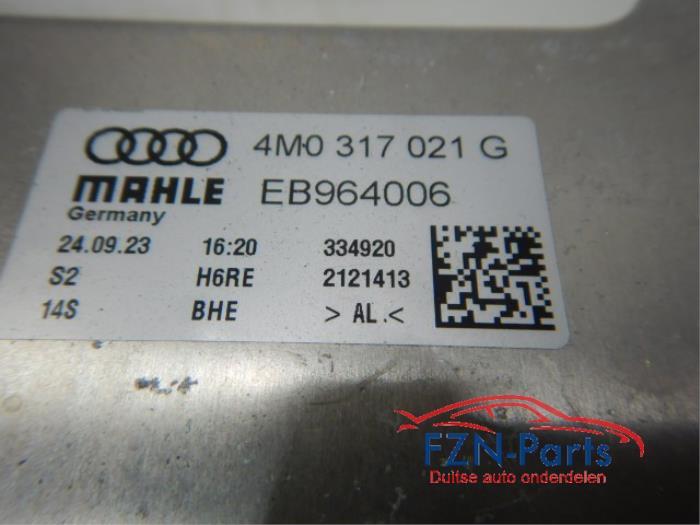 4M0 317 021 G
MAHLE EB964006
Germany
24.09.23 16:20 334920
S2 H6RE 2121413
14S BHE > AL <
FZN-Parts
Duitse auto onderdelen